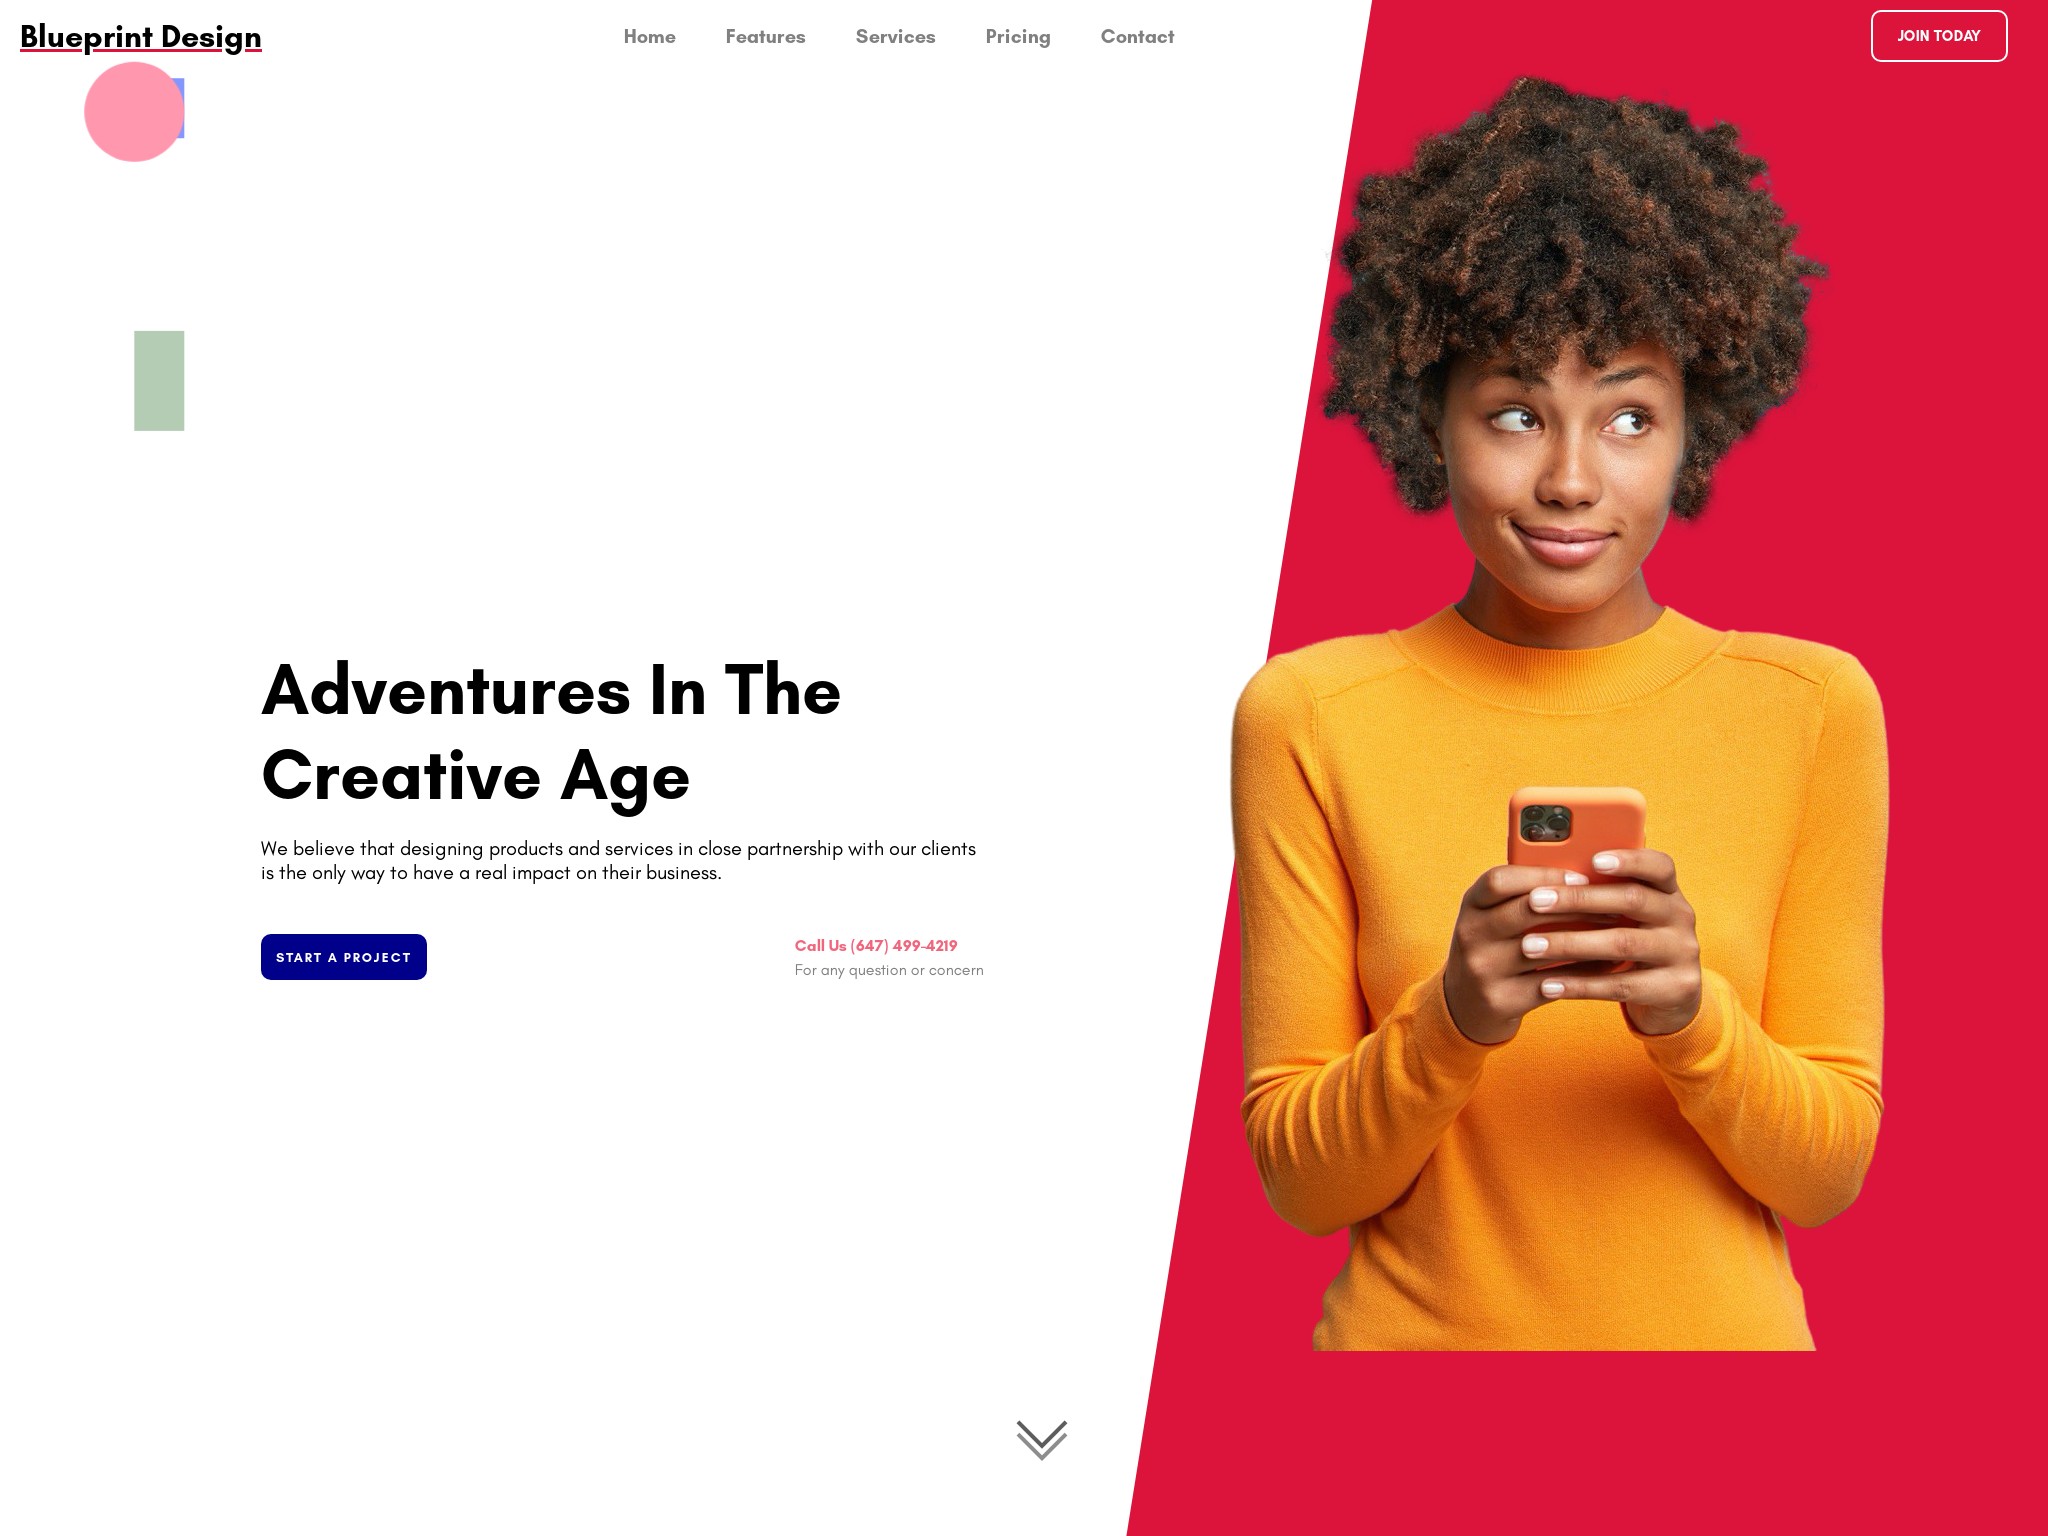 Blueprint Design
Home
Features
Services
Pricing
Contact
JOIN TODAY
Adventures In The
Creative Age
We believe that designing products and services in close partnership with our clients
is the only way to have a real impact on their business.
START A PROJECT
Call Us (647) 499-4219
For any question or concern